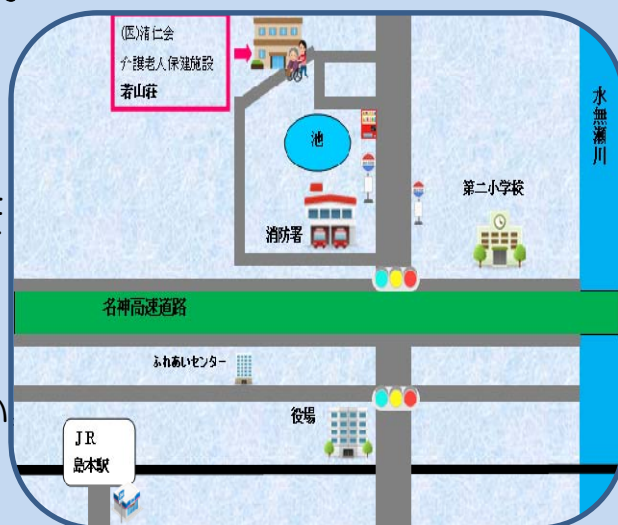 (医)清仁会
介護老人保健施設
若山荘
池
水無瀬川
第二小学校
消防署
名神高速道路
ふれあいセンター
役場
JR
島本駅